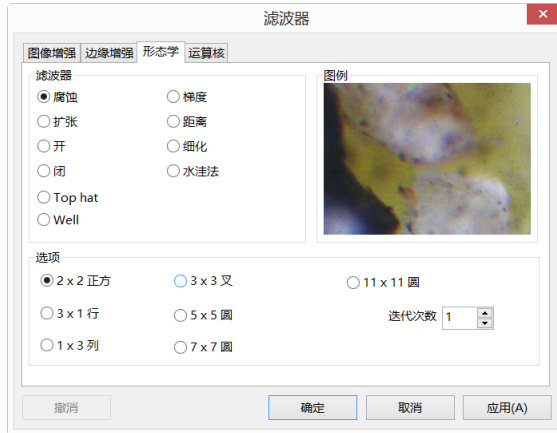 滤波器
图像增强 边缘增强 形态学 运算核
滤波器
腐蚀 梯度
扩张 距离
开 细化
闭 水洼法
Top hat
Well
图例
选项
2 x 2 正方 3 x 3 叉 11 x 11 圆
3 x 1 行 5 x 5 圆 迭代次数 1
1 x 3 列 7 x 7 圆
撤消 确定 取消 应用(A)